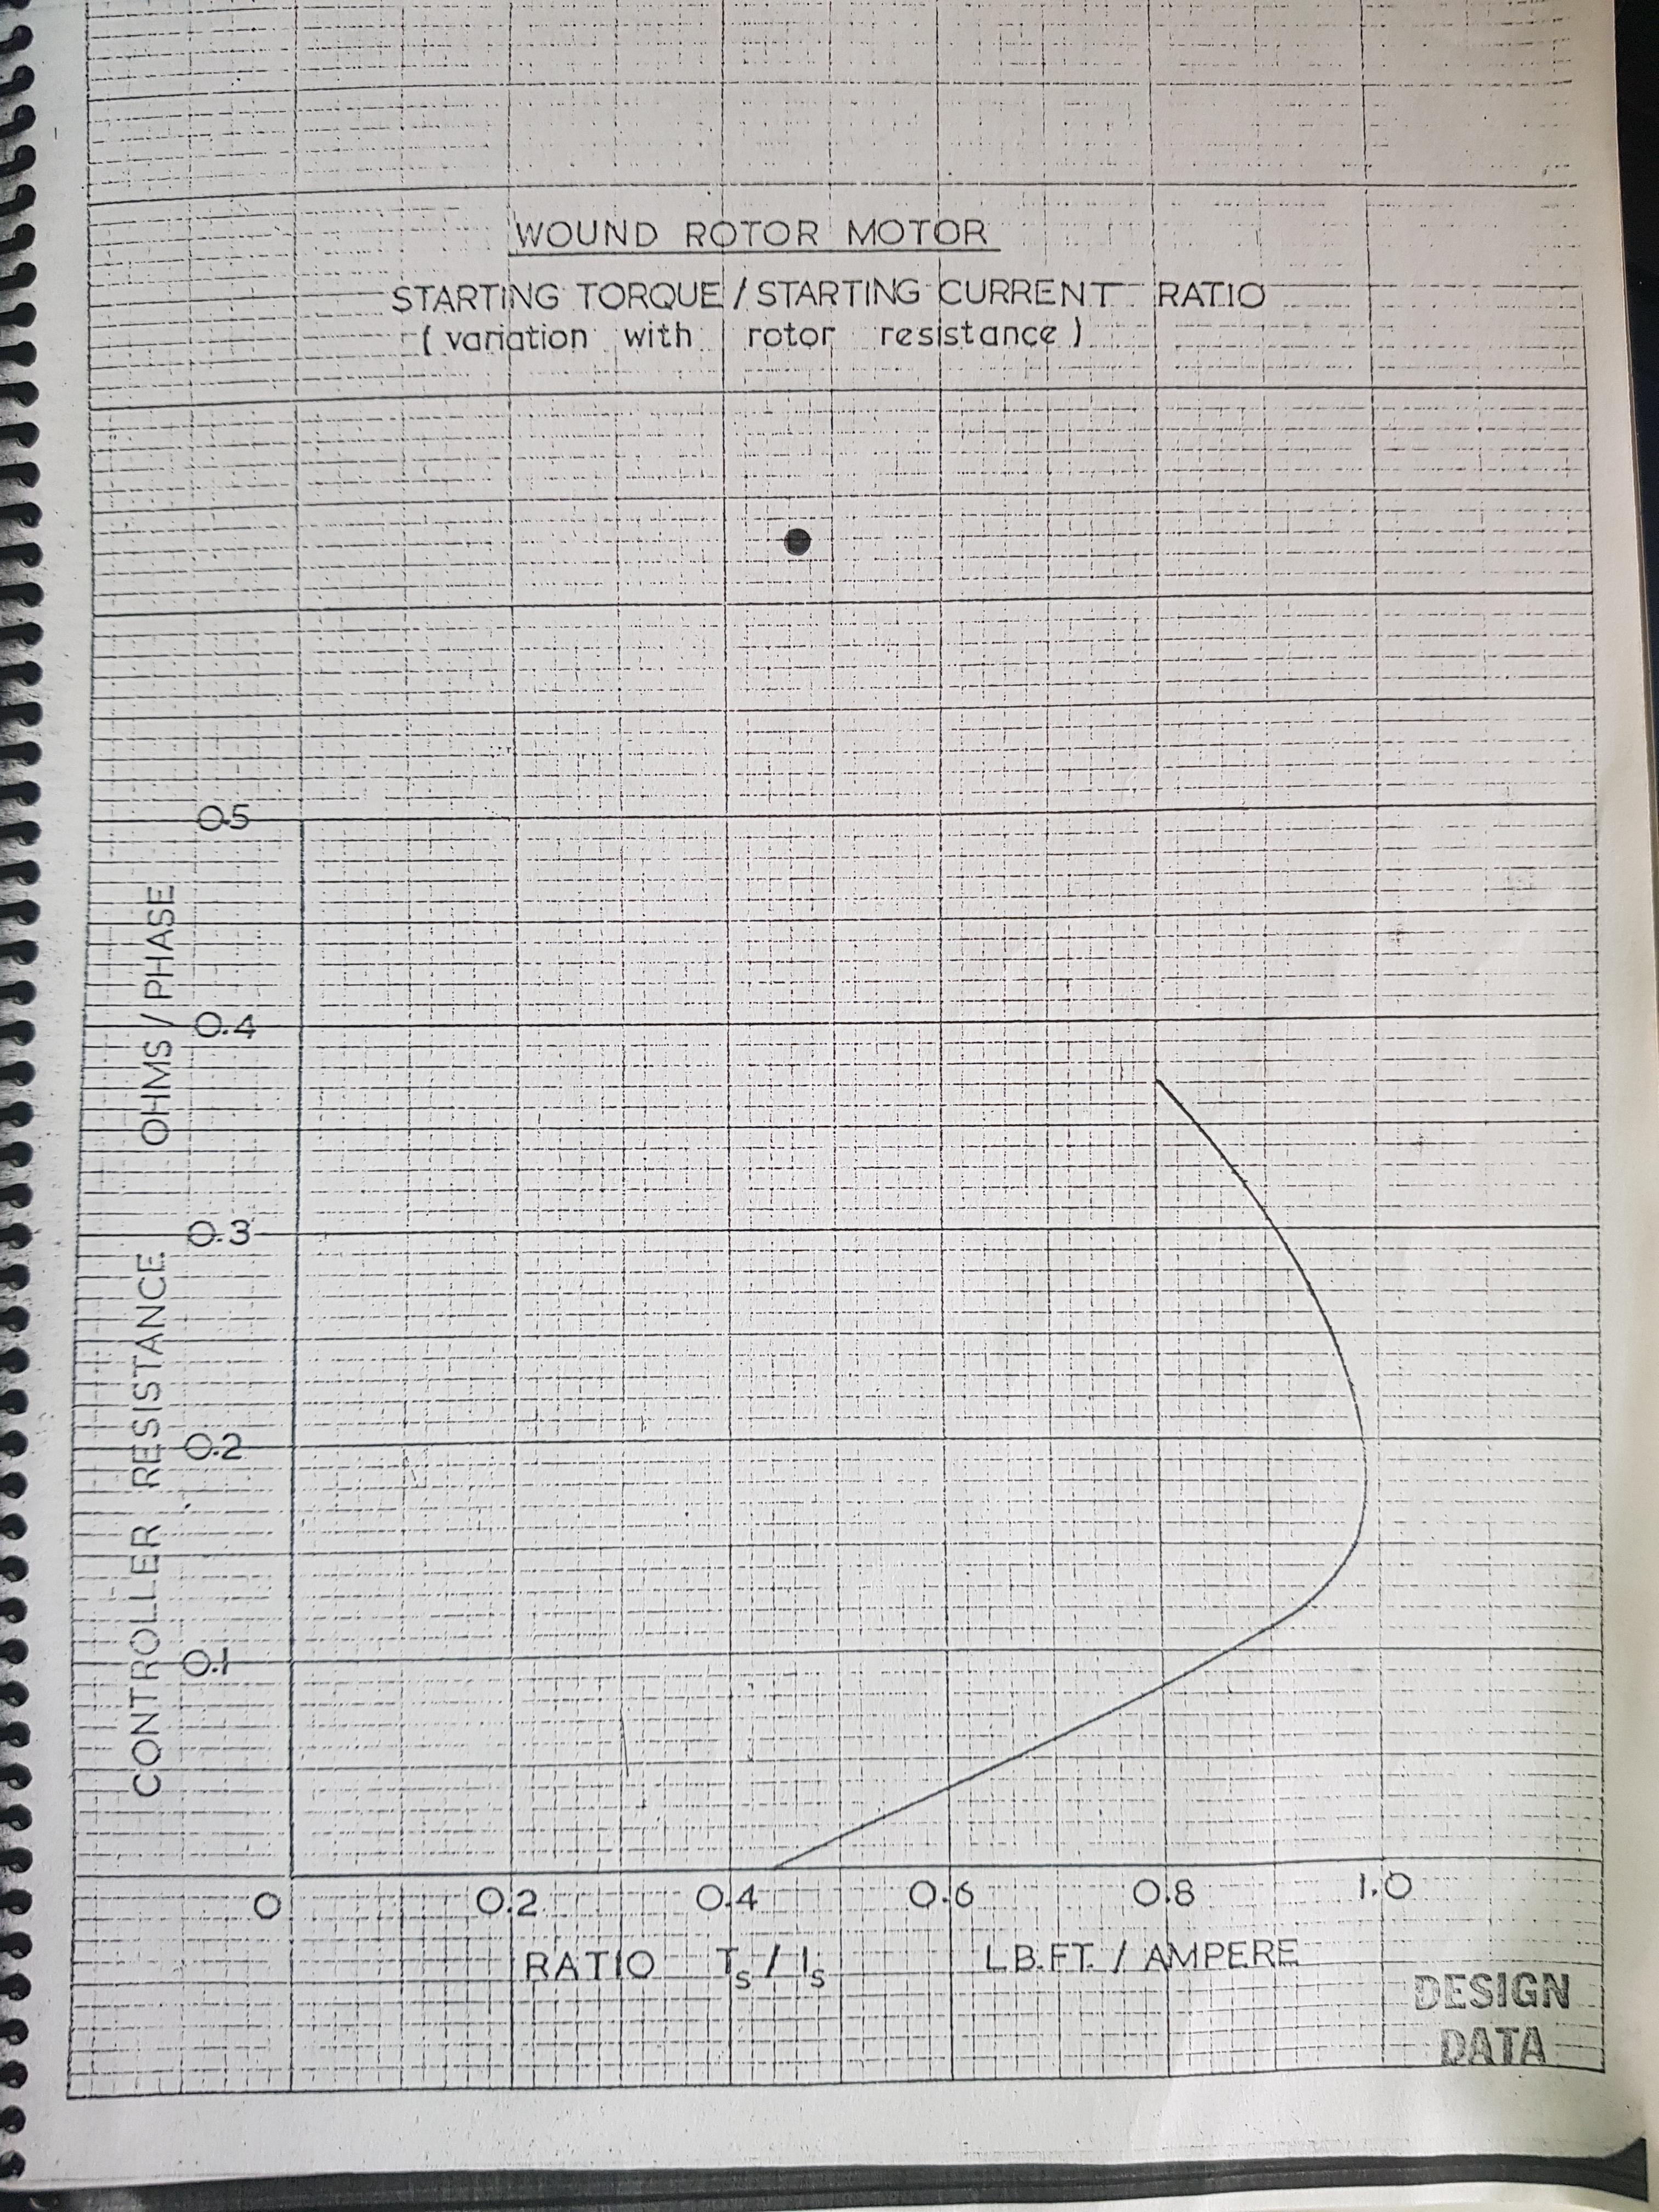 WOUND ROTOR MOTOR
STARTING TORQUE / STARTING CURRENT RATIO
( variation with rotor resistance )
0.5
0.4
0.3
0.2
0.1
CONTROLLER RESISTANCE OHMS / PHASE
0 0.2 0.4 0.6 0.8 1.0
RATIO Ts / Is LB.FT. / AMPERE
DESIGN
DATA